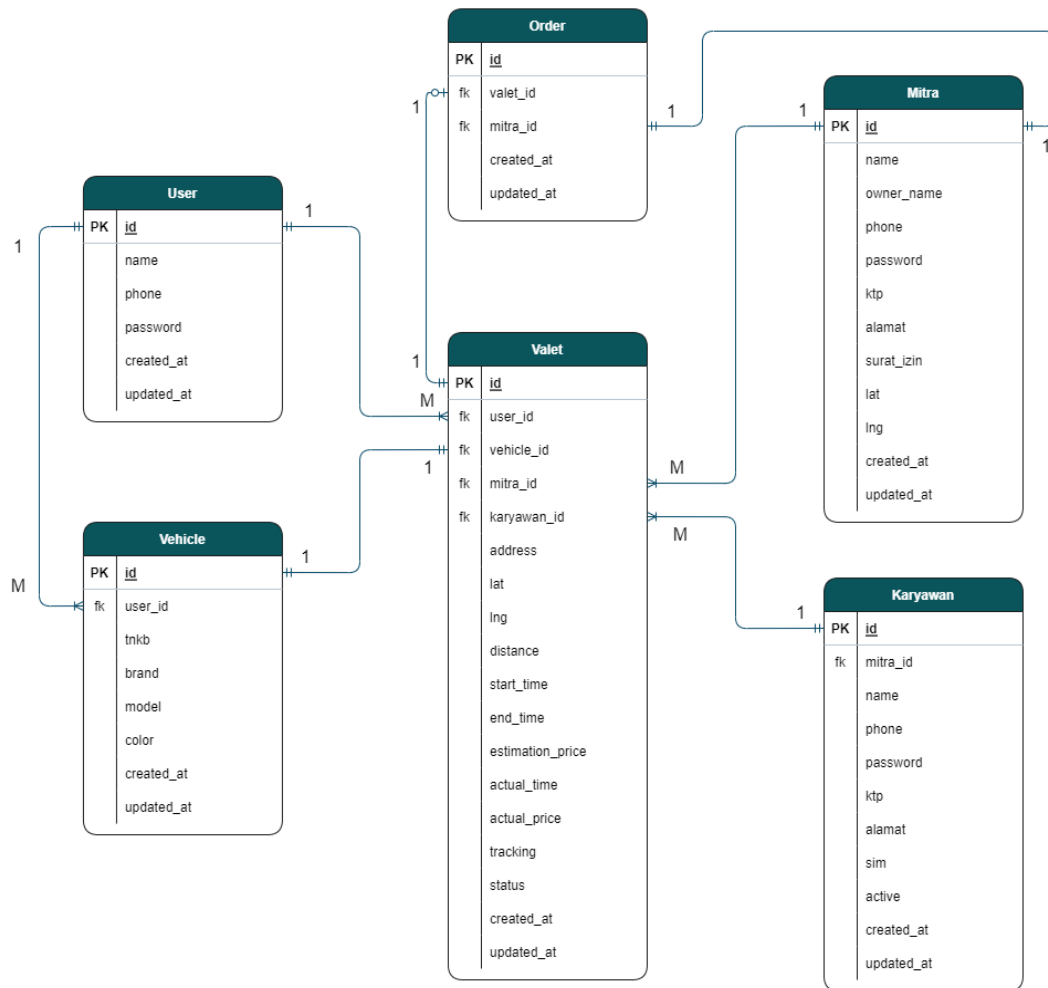 Order
PK id
fk valet_id
fk mitra_id
created_at
updated_at
1
1
1
Mitra
PK id
name
owner_name
phone
password
ktp
alamat
surat_izin
lat
lng
created_at
updated_at
1
1
User
PK id
name
phone
password
created_at
updated_at
1
1
Valet
PK id
fk user_id
fk vehicle_id
fk mitra_id
fk karyawan_id
address
lat
lng
distance
start_time
end_time
estimation_price
actual_time
actual_price
tracking
status
created_at
updated_at
M
1
M
M
Vehicle
PK id
fk user_id
tnkb
brand
model
color
created_at
updated_at
1
M
Karyawan
PK id
fk mitra_id
name
phone
password
ktp
alamat
sim
active
created_at
updated_at
1